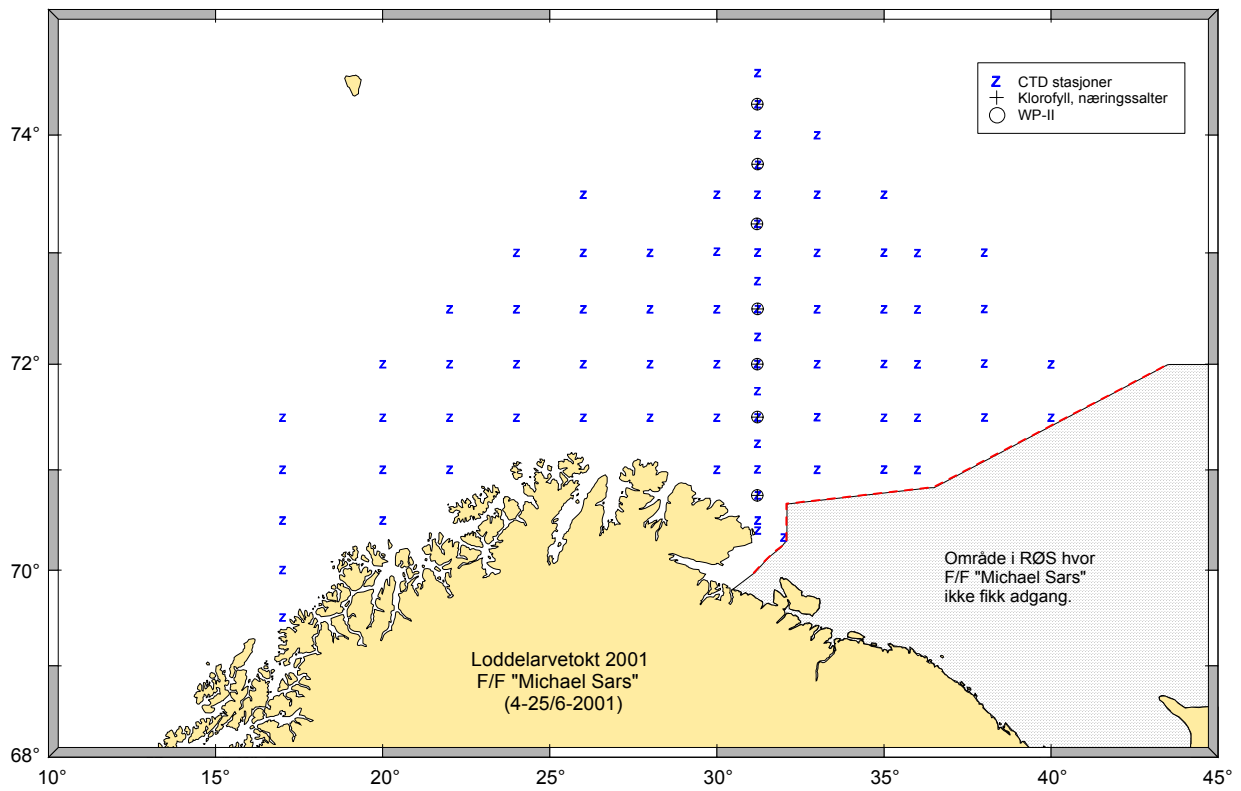 Z CTD stasjoner
+ Klorofyll, næringssalter
WP-II
74°
72°
70°
68°
Område i RØS hvor
F/F "Michael Sars"
ikke fikk adgang.
Loddelarvetokt 2001
F/F "Michael Sars"
(4-25/6-2001)
10°
15°
20°
25°
30°
35°
40°
45°